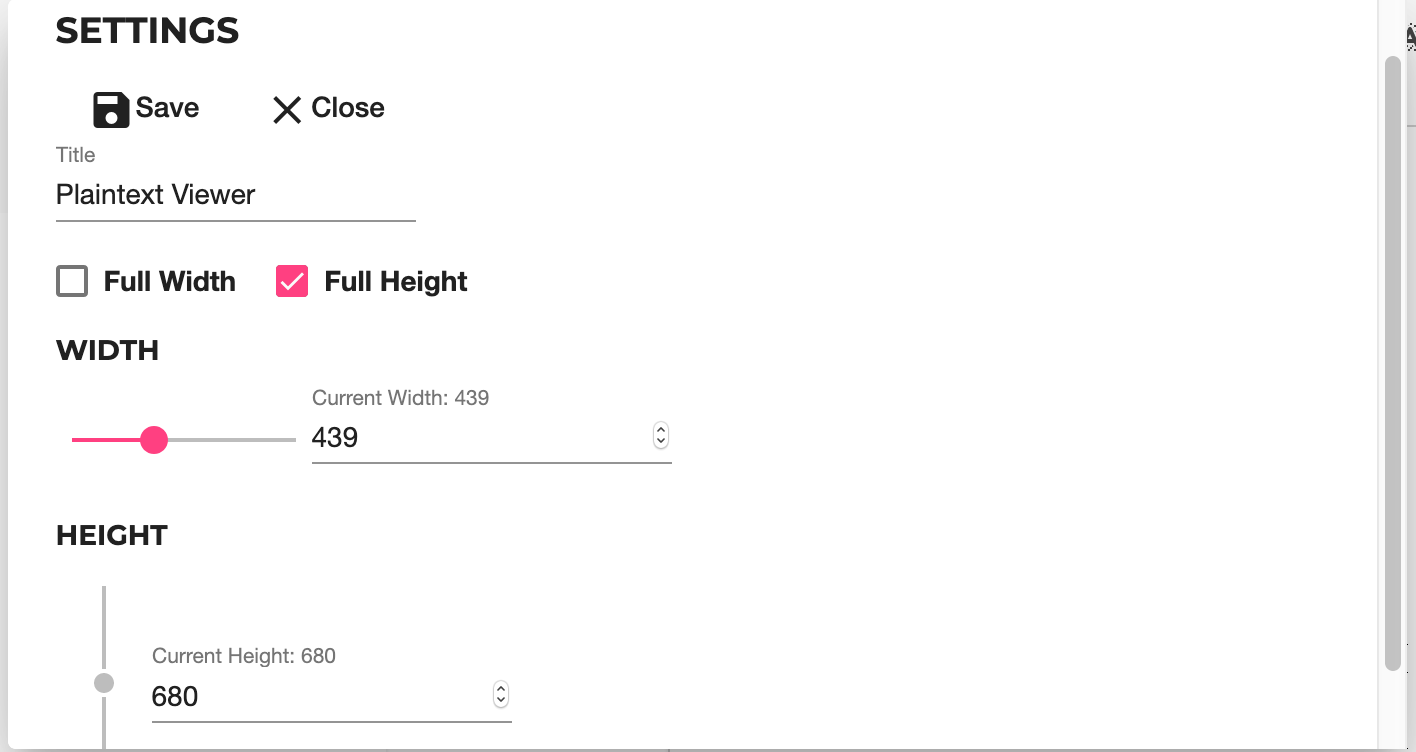 SETTINGS
Save Close
Title
Plaintext Viewer
Full Width Full Height
WIDTH
Current Width: 439
439
HEIGHT
Current Height: 680
680